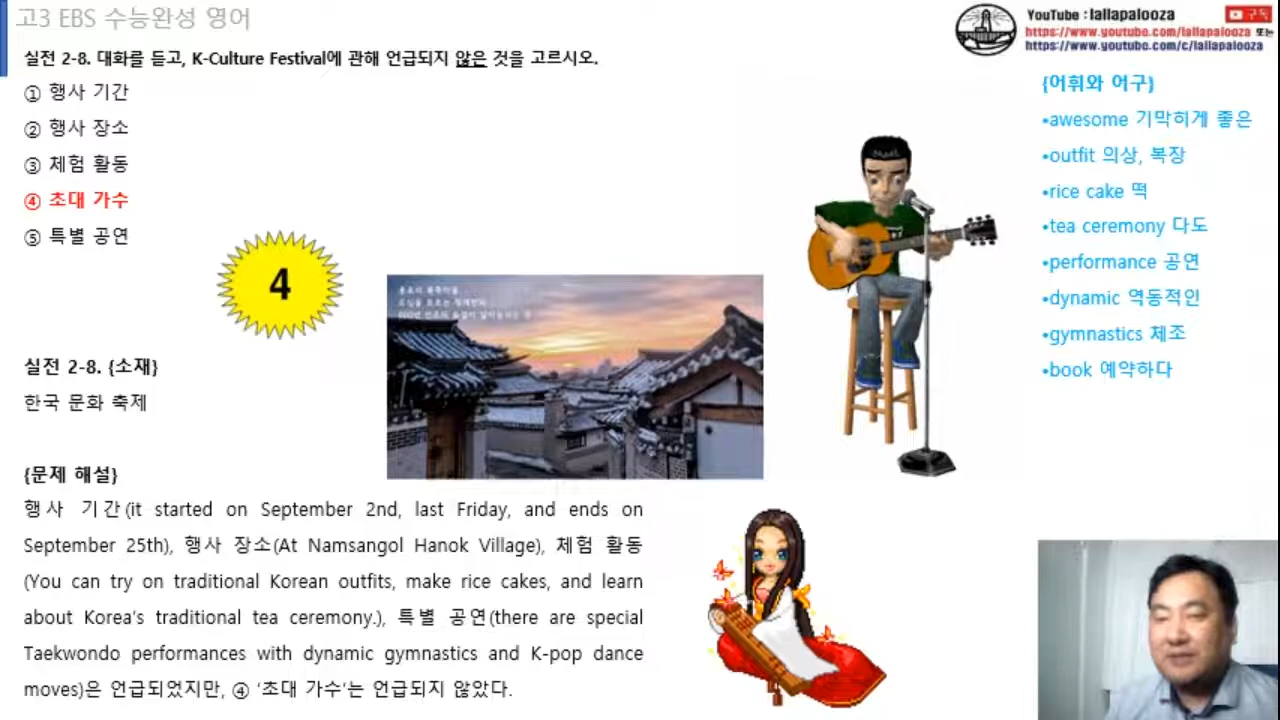 고3 EBS 수능완성 영어
YouTube : lallapalooza
구독
https://www.youtube.com/lallapalooza 또는
https://www.youtube.com/c/lallapalooza
실전 2-8. 대화를 듣고, K-Culture Festival에 관해 언급되지 않은 것을 고르시오.
① 행사 기간
② 행사 장소
③ 체험 활동
④ 초대 가수
⑤ 특별 공연
4
{어휘와 어구}
•awesome 기막히게 좋은
•outfit 의상, 복장
•rice cake 떡
•tea ceremony 다도
•performance 공연
•dynamic 역동적인
•gymnastics 체조
•book 예약하다
실전 2-8. {소재}
한국 문화 축제
{문제 해설}
행사 기간(it started on September 2nd, last Friday, and ends on
September 25th), 행사 장소(At Namsangol Hanok Village), 체험 활동
(You can try on traditional Korean outfits, make rice cakes, and learn
about Korea's traditional tea ceremony.), 특별 공연(there are special
Taekwondo performances with dynamic gymnastics and K-pop dance
moves)은 언급되었지만, ④ ‘초대 가수’는 언급되지 않았다.